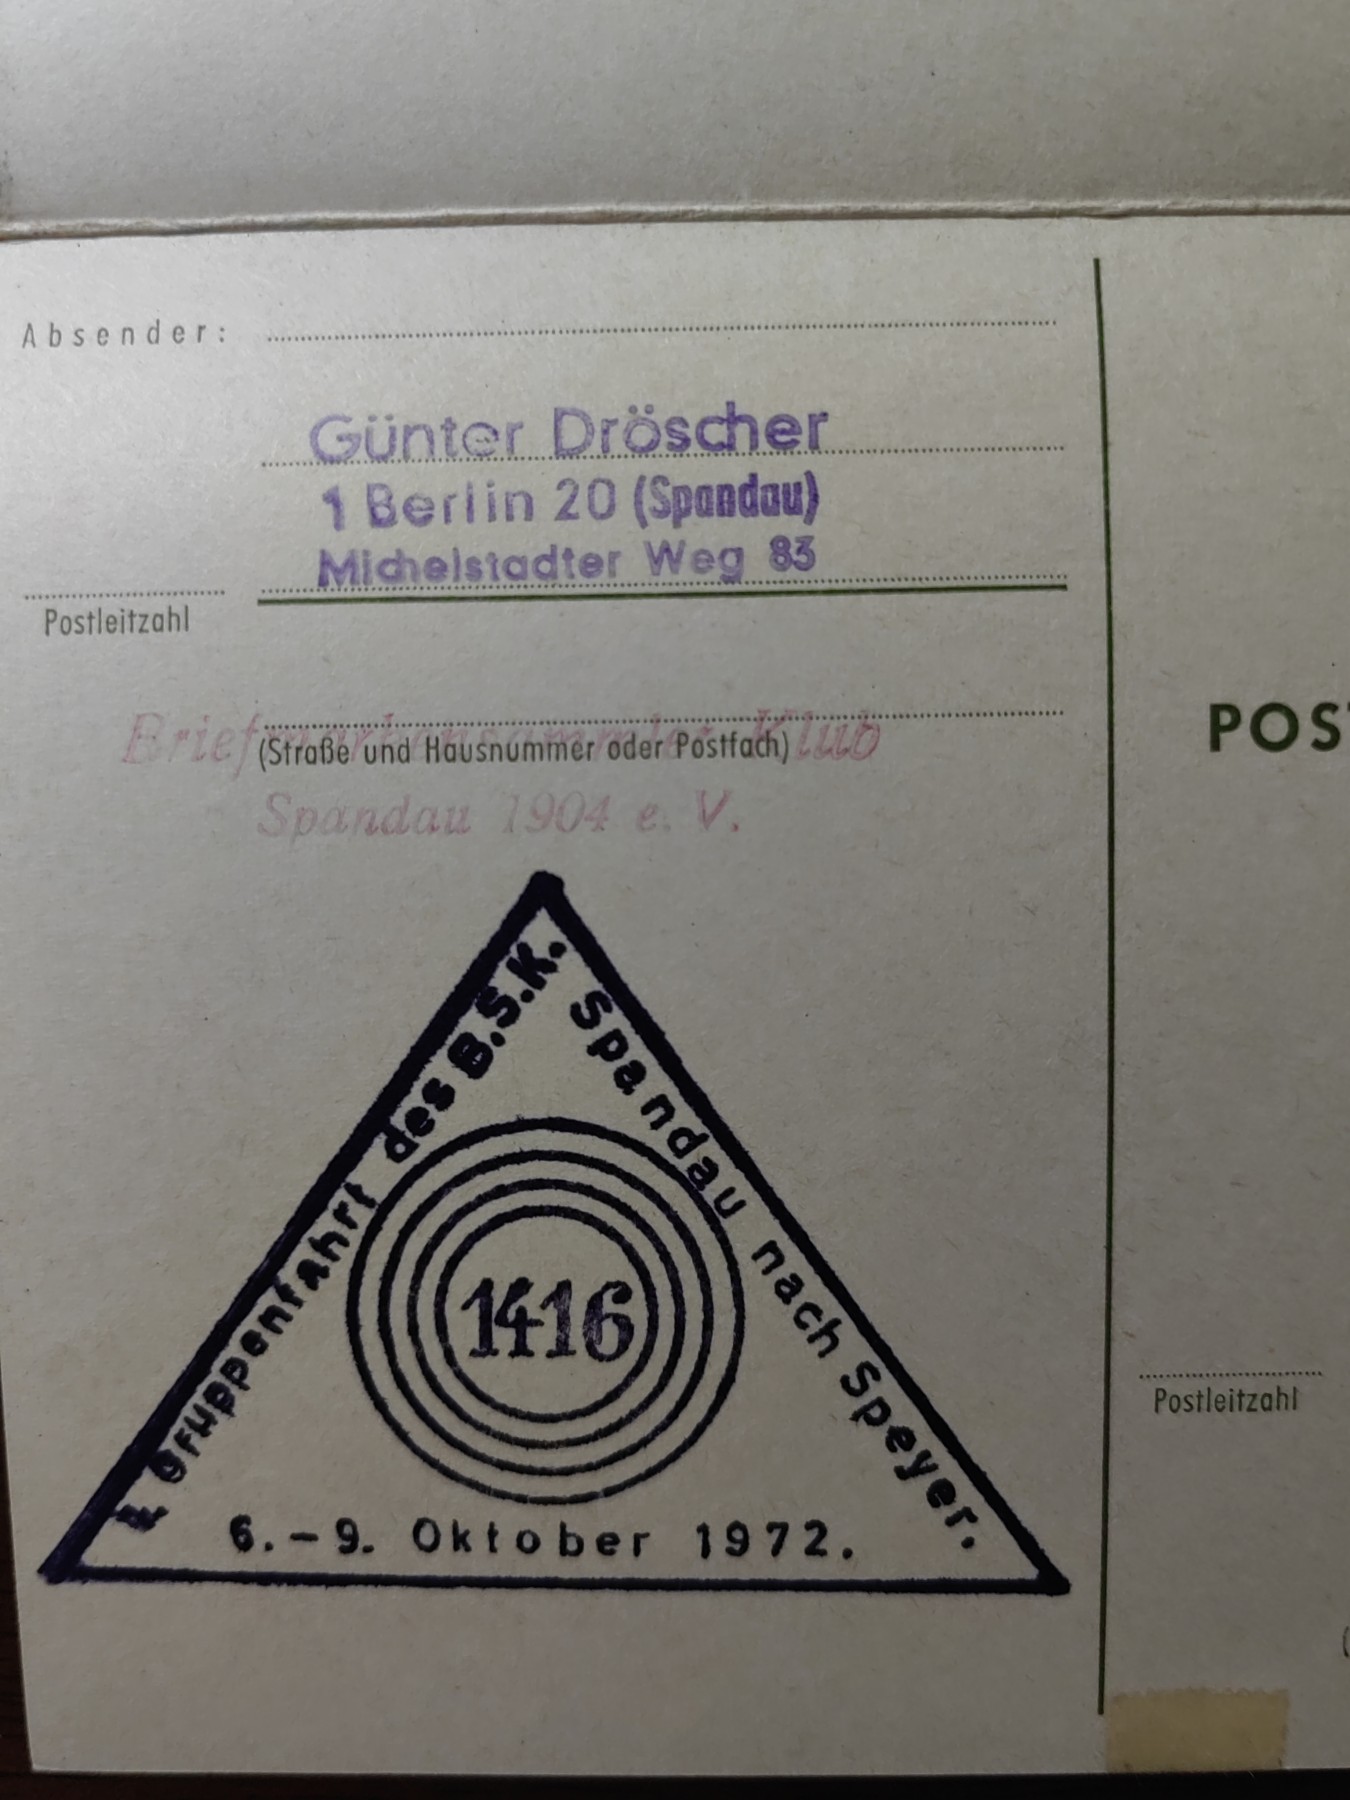 Absender:
Günter Dröscher
1 Berlin 20 (Spandau)
Michelstadter Weg 83
Postleitzahl
Briefmarkensammler Klub
(Straße und Hausnummer oder Postfach)
Spandau 1904 e. V.
POS
Gruppenfahrt des B.S.K.
Spandau nach Speyer.
1416
6.-9. Oktober 1972.
Postleitzahl